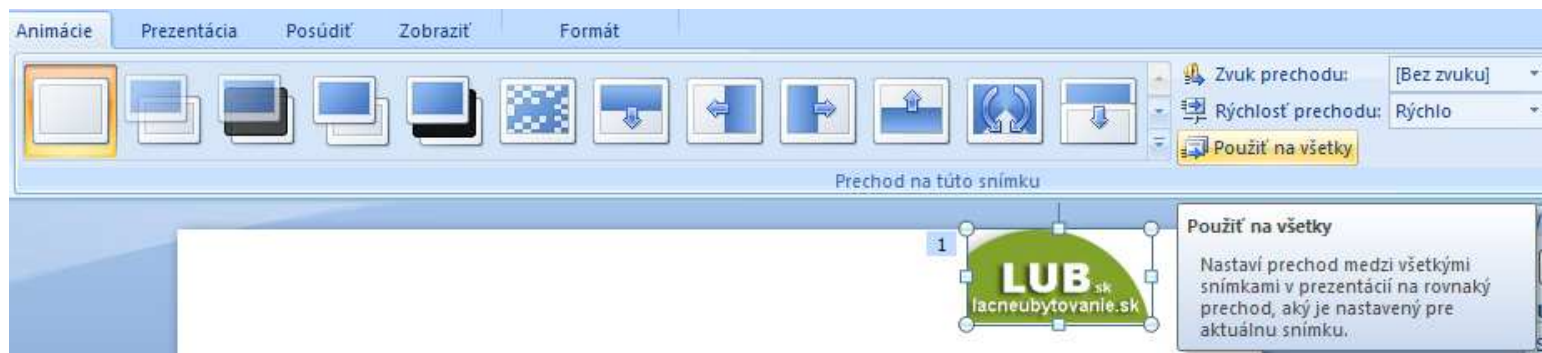 Animácie Prezentácia Posúdiť Zobraziť Formát
Zvuk prechodu: [Bez zvuku]
Rýchlosť prechodu: Rýchlo
Použiť na všetky
Prechod na túto snímku
1
LUB.sk
lacneubytovanie.sk
Použiť na všetky
Nastaví prechod medzi všetkými
snímkami v prezentácií na rovnaký
prechod, aký je nastavený pre
aktuálnu snímku.